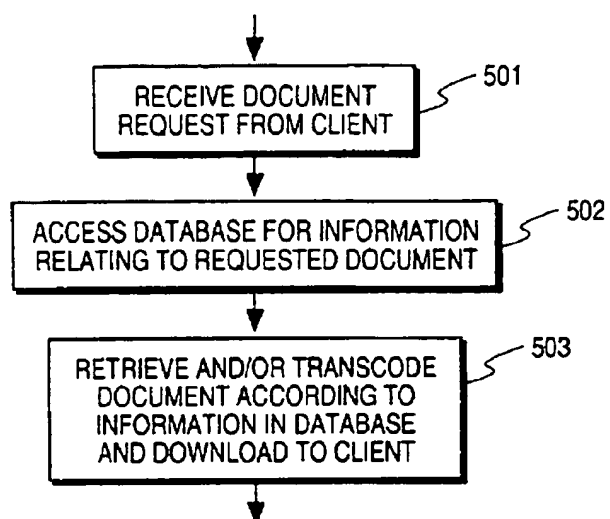 RECEIVE DOCUMENT
REQUEST FROM CLIENT
501
ACCESS DATABASE FOR INFORMATION
RELATING TO REQUESTED DOCUMENT
502
RETRIEVE AND/OR TRANSCODE
DOCUMENT ACCORDING TO
INFORMATION IN DATABASE
AND DOWNLOAD TO CLIENT
503